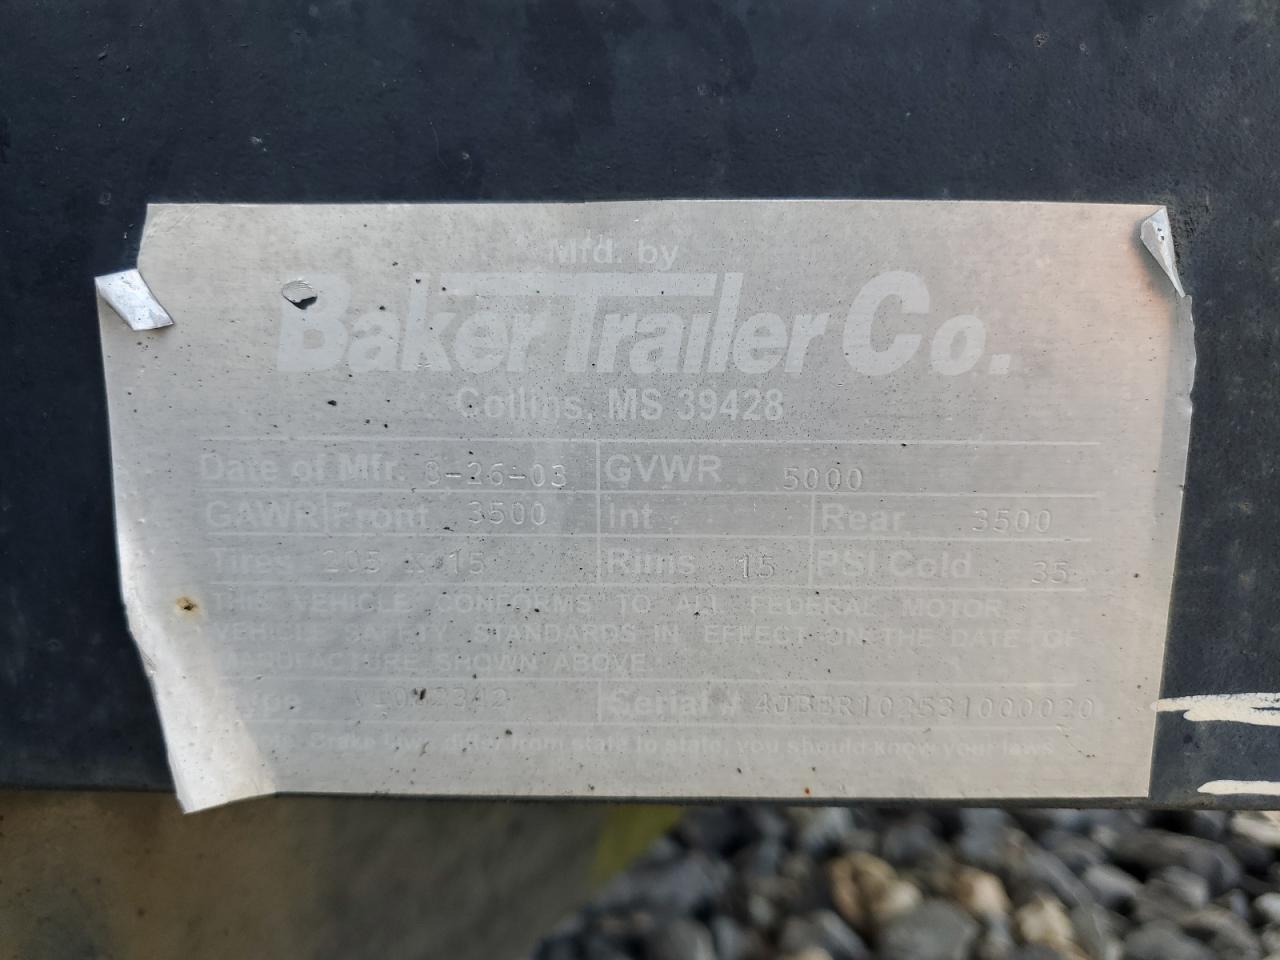 Mfd. by
Baker Trailer Co.
Collins, MS 39428
Date of Mfr. 8-26-03 GVWR 5000
GAWR Front 3500 Int Rear 3500
Tires 205 X 15 Rims 15 PSI Cold 35
THIS VEHICLE CONFORMS TO ALL FEDERAL MOTOR
VEHICLE SAFETY STANDARDS IN EFFECT ON THE DATE OF
MANUFACTURE SHOWN ABOVE
Type Serial # 4JBER102531000020
differ from state to state, you should know your laws